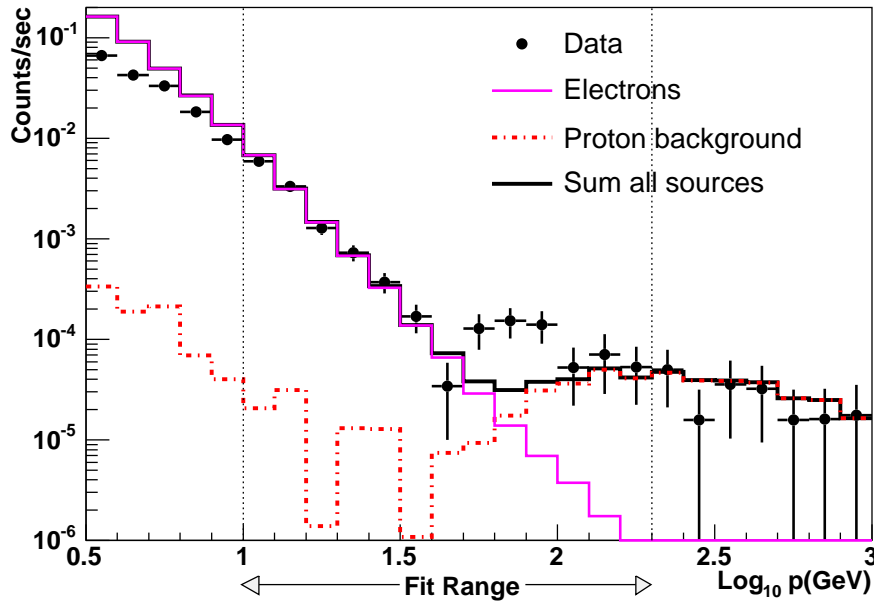 Counts/sec
10^-1
10^-2
10^-3
10^-4
10^-5
10^-6
Data
Electrons
Proton background
Sum all sources
0.5
1
1.5
2
2.5
3
Fit Range
Log_10 p(GeV)